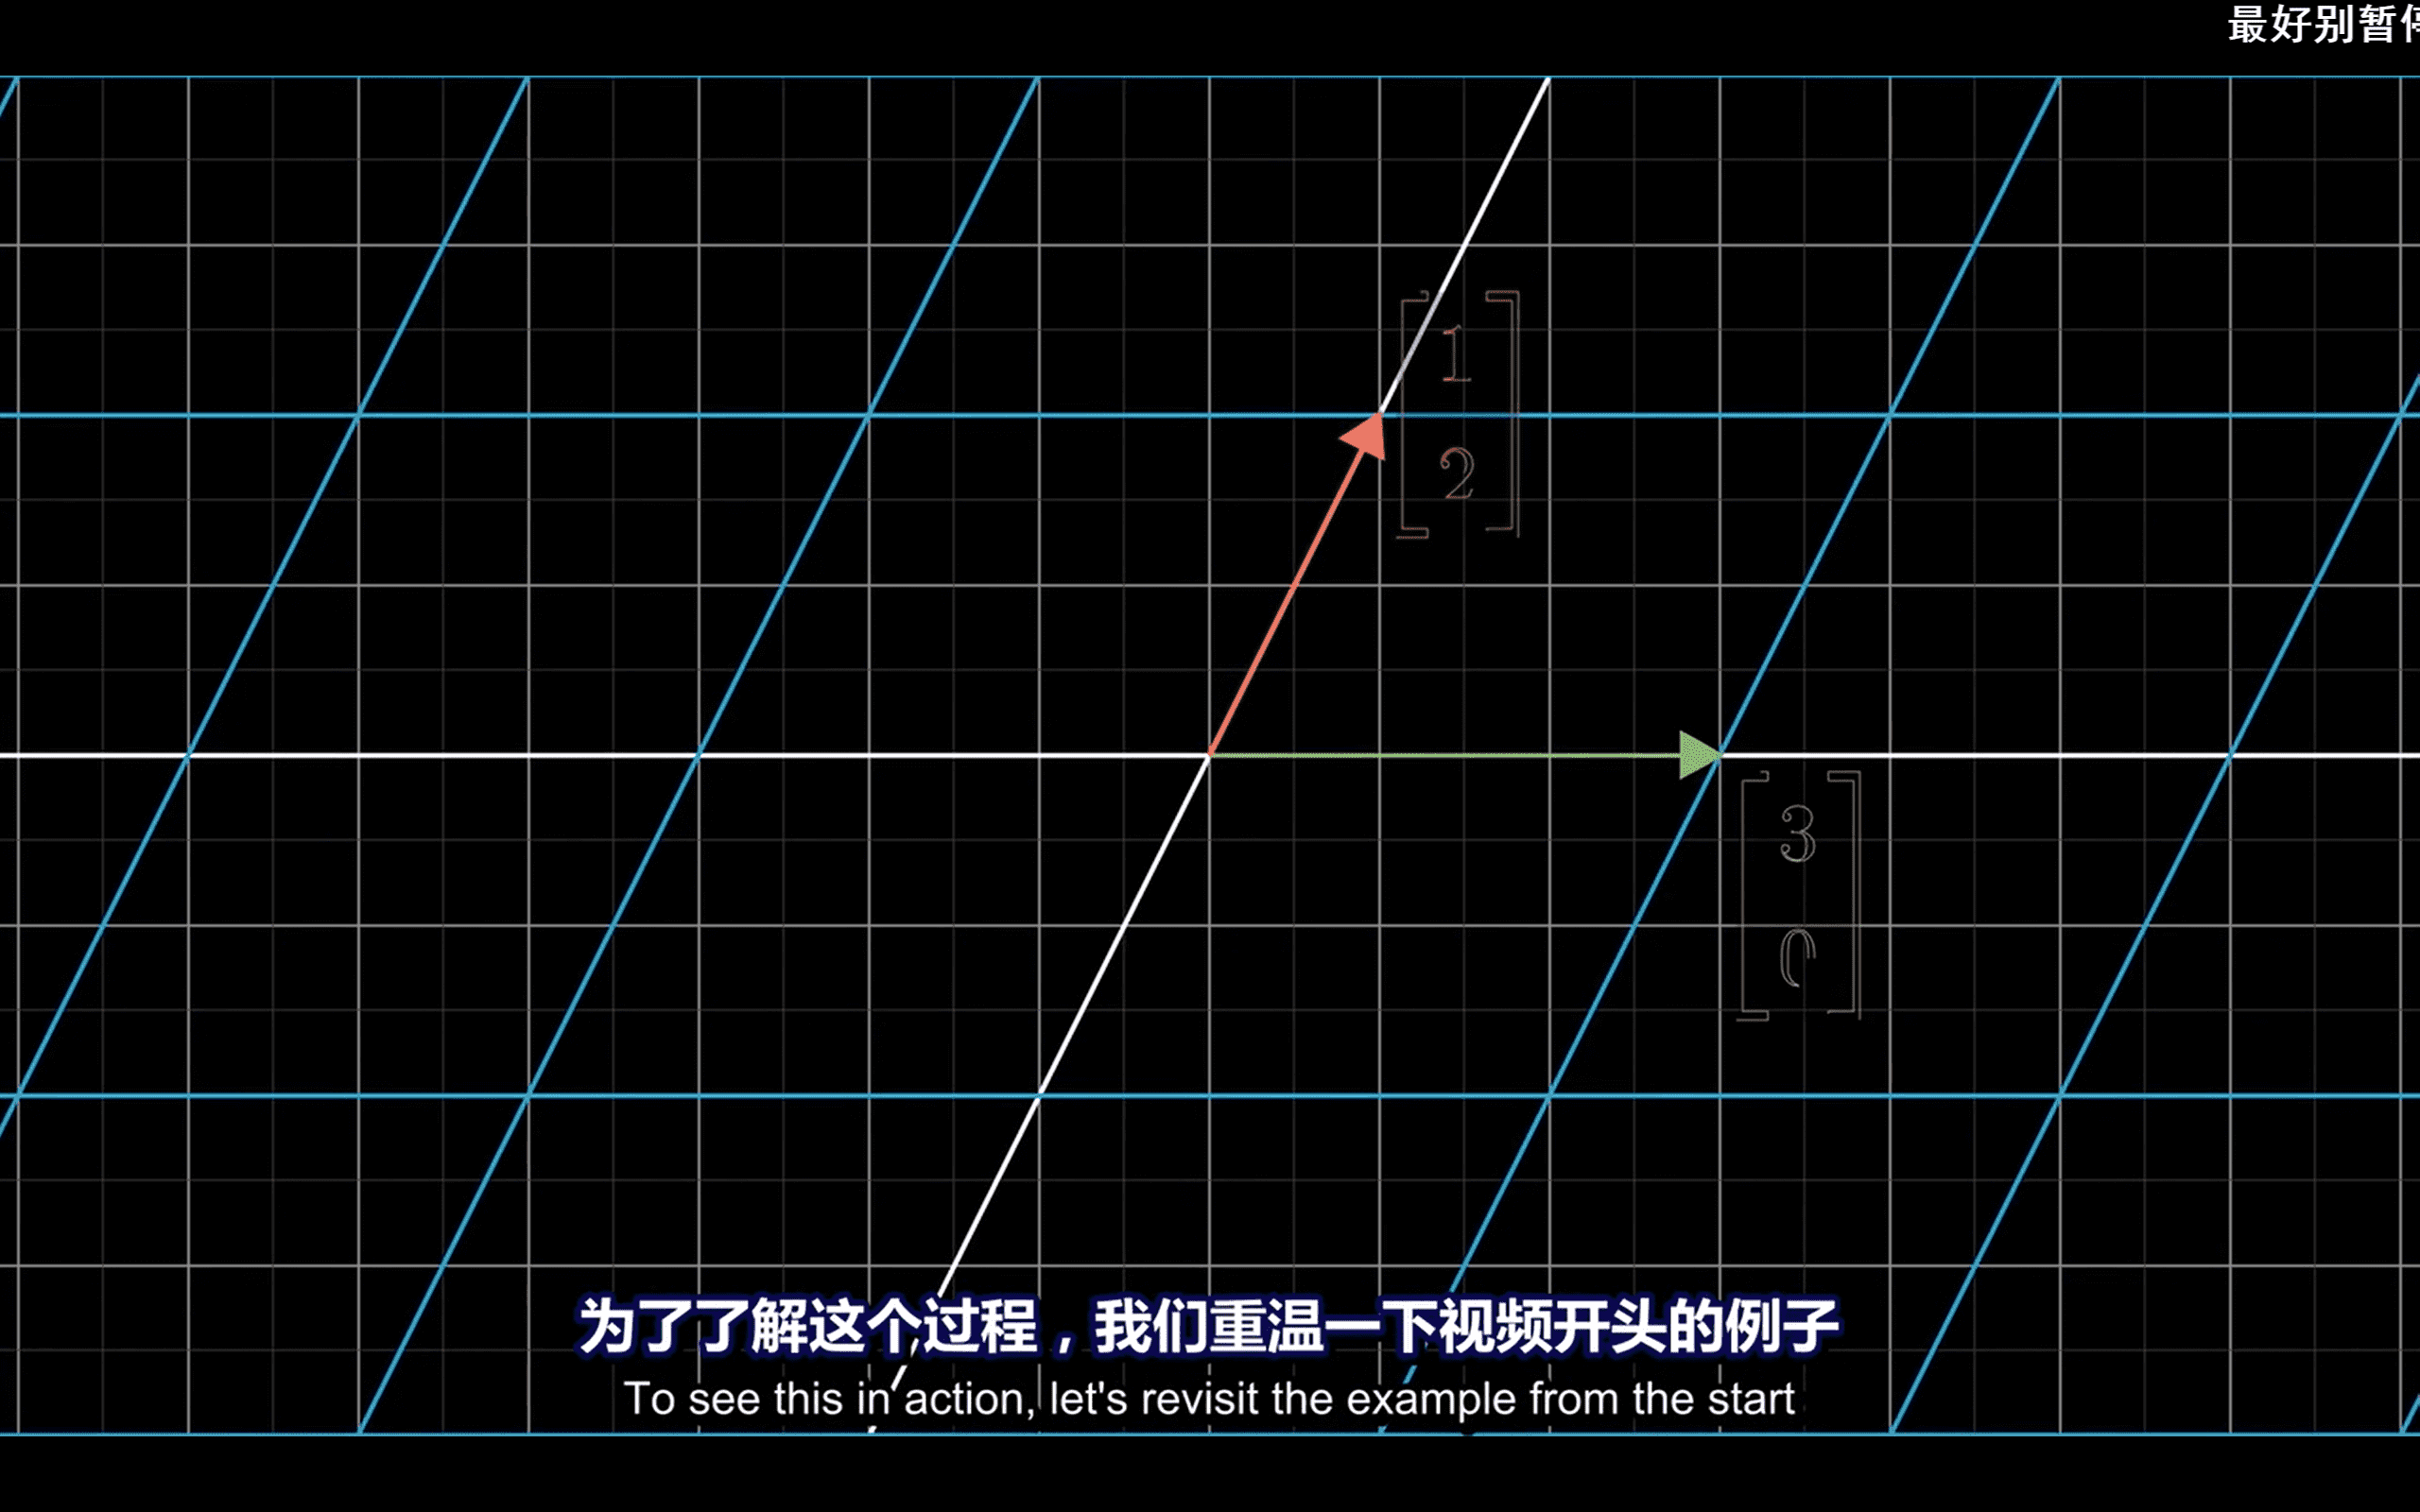 最好别暂
1
2
3
0
为了了解这个过程，我们重温一下视频开头的例子
To see this in action, let's revisit the example from the start